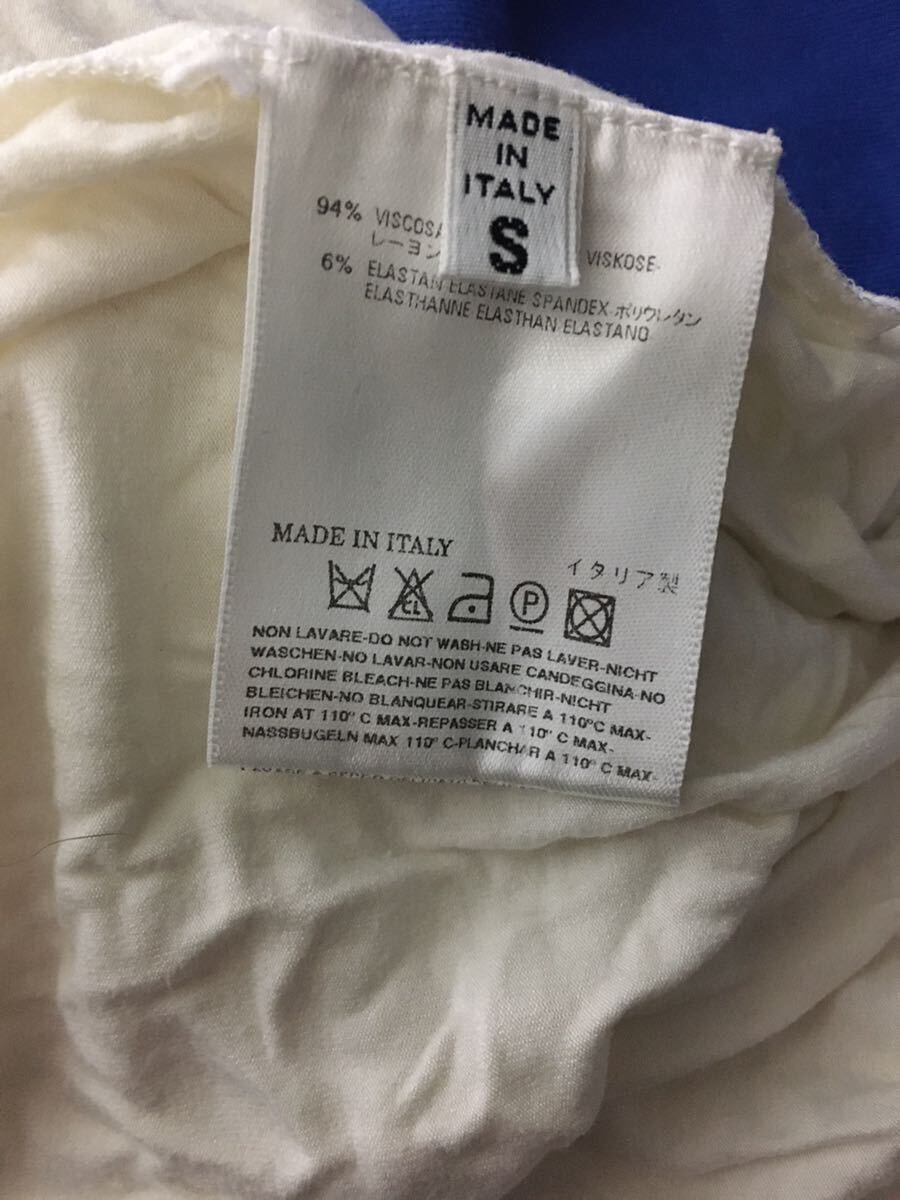 MADE
IN
ITALY
S
94% VISCOSA VISKOSE-
レーヨン
6% ELASTAN ELASTANE SPANDEX-ポリウレタン
ELASTHANNE ELASTHAN ELASTANO
MADE IN ITALY
イタリア製
CL P
NON LAVARE-DO NOT WASH-NE PAS LAVER-NICHT
WASCHEN-NO LAVAR-NON USARE CANDEGGINA-NO
CHLORINE BLEACH-NE PAS BLANCHIR-NICHT
BLEICHEN-NO BLANQUEAR-STIRARE A 110°C MAX-
IRON AT 110° C MAX-REPASSER A 110° C MAX-
NASSBUGELN MAX 110° C-PLANCHAR A 110° C MAX-